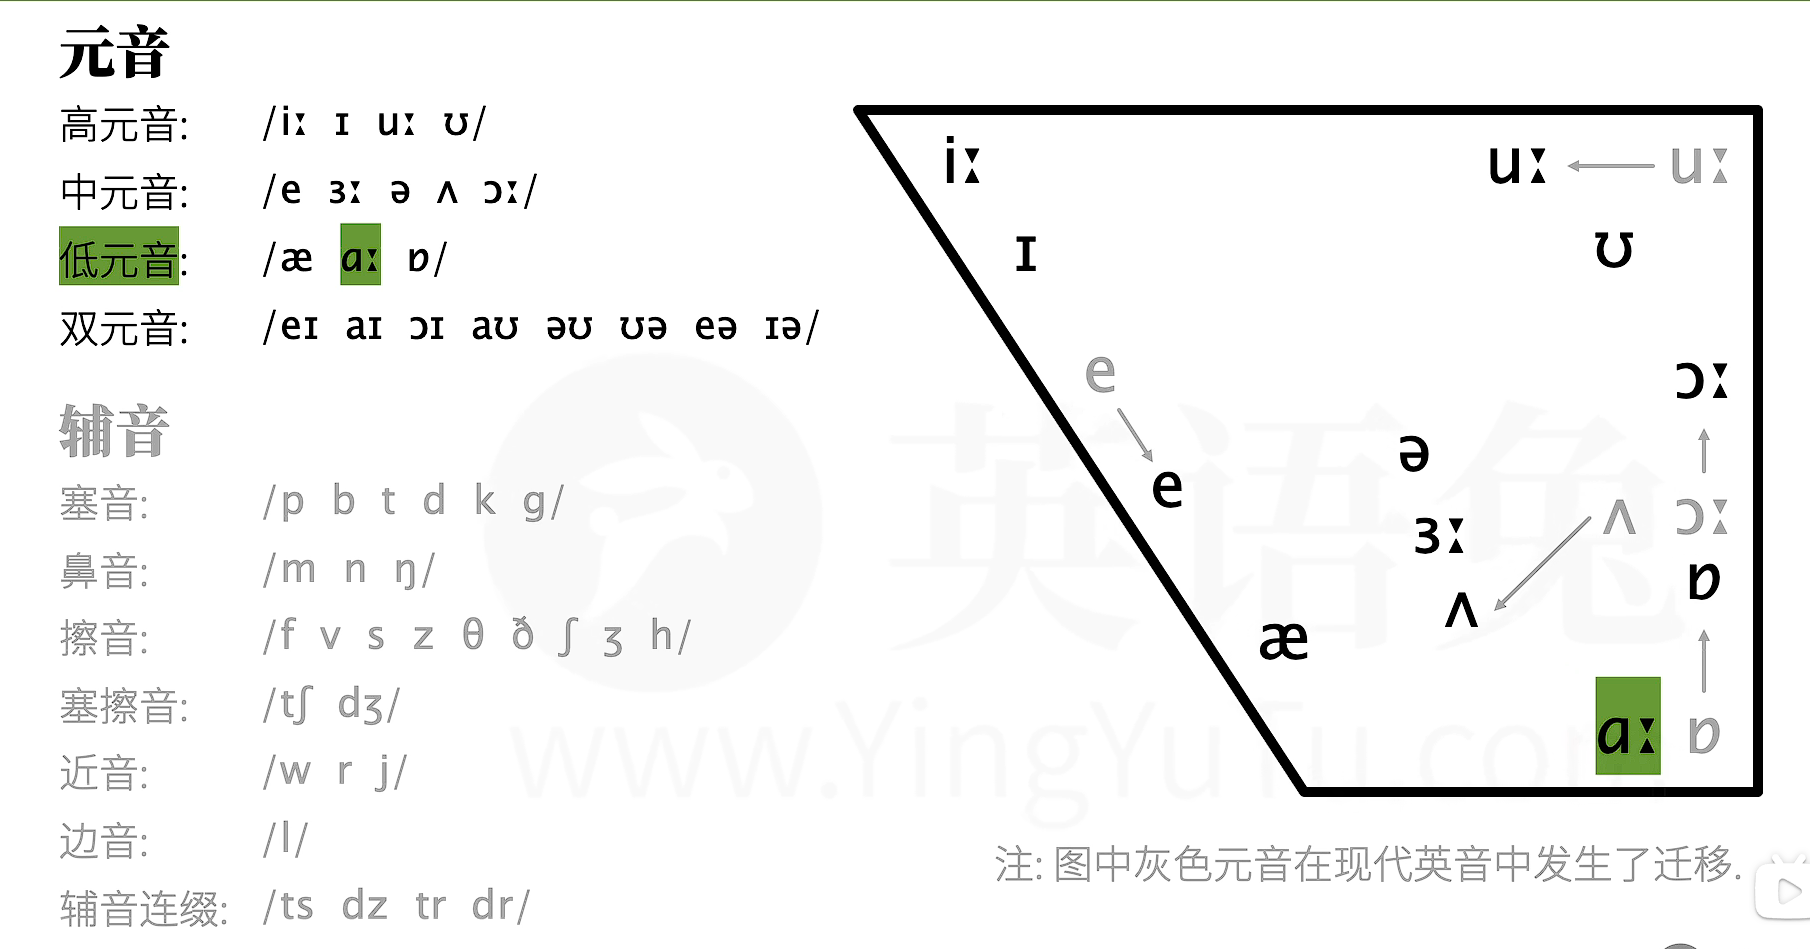 元音
高元音: /iː ɪ uː ʊ/
中元音: /e ɜː ə ʌ ɔː/
低元音: /æ ɑː ɒ/
双元音: /eɪ aɪ ɔɪ aʊ əʊ ʊə eə ɪə/
辅音
塞音: /p b t d k g/
鼻音: /m n ŋ/
擦音: /f v s z θ ð ʃ ʒ h/
塞擦音: /tʃ dʒ/
近音: /w r j/
边音: /l/
辅音连缀: /ts dz tr dr/
iː uː uː
ɪ ʊ
e ɔː
ə
e
ɜː ʌ ɔː
ɒ
ʌ
æ
ɑː ɒ
英语兔
www.YingYuTu.com
注: 图中灰色元音在现代英音中发生了迁移.